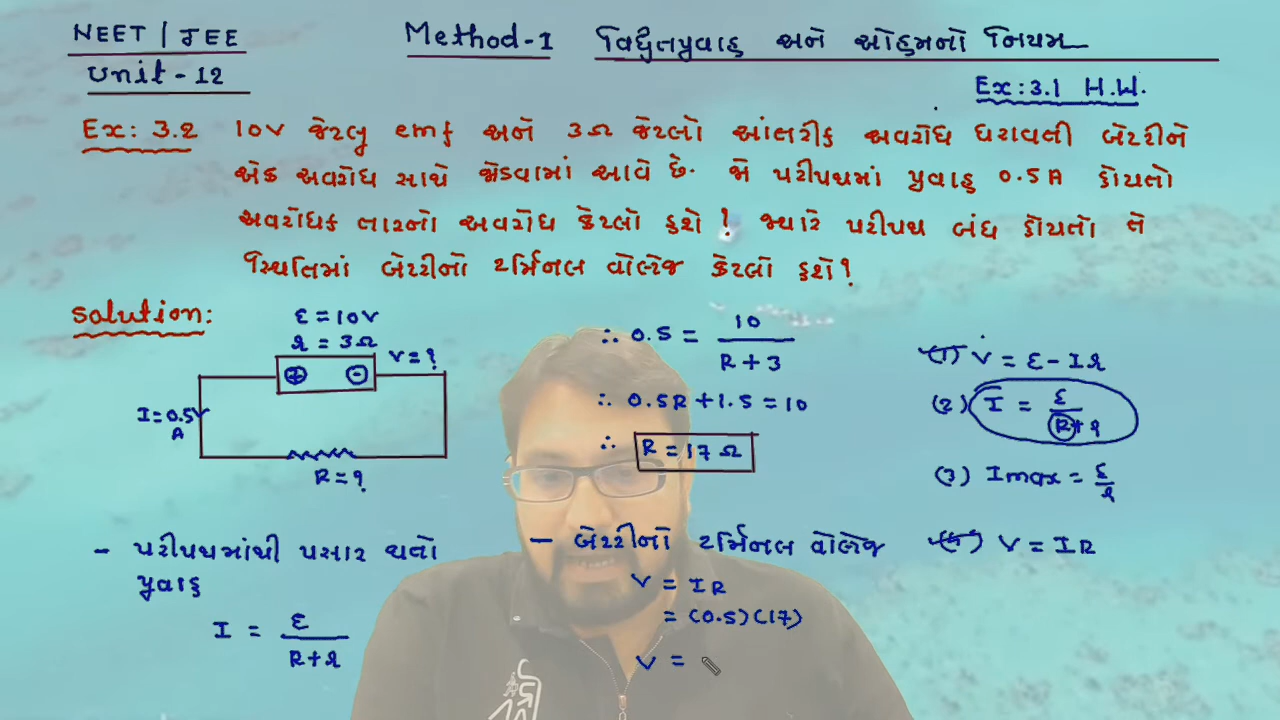 NEET | JEE
Unit - 12
Method-1 વિદ્યુતપ્રવાહ અને ઓહમનો નિયમ
Ex: 3.1 H.W.
Ex: 3.2 10V જેટલુ emf અને 3Ω જેટલો આંતરીક અવરોધ ધરાવતી બેટરીને
એક અવરોધ સાથે જોડવામાં આવે છે. જો પરીપથમાં પ્રવાહ 0.5A હોયતો
અવરોધક તારનો અવરોધ કેટલો હશે ! જ્યારે પરીપથ બંધ હોયતો તે
સ્થિતિમાં બેટરીનો ટર્મિનલ વોલ્ટેજ કેટલો હશે !
Solution:
ε = 10V
r = 3Ω
V = ?
+ -
I = 0.5V
A
R = ?
- પરીપથમાંથી પસાર થતો
પ્રવાહ
I = ε / R + r
∴ 0.5 = 10 / R + 3
∴ 0.5R + 1.5 = 10
∴ R = 17 Ω
- બેટરીનો ટર્મિનલ વોલ્ટેજ
V = IR
= (0.5)(17)
V =
(1) V = ε - Ir
(2) I = ε / R + r
(3) Imax = ε / r
V = IR